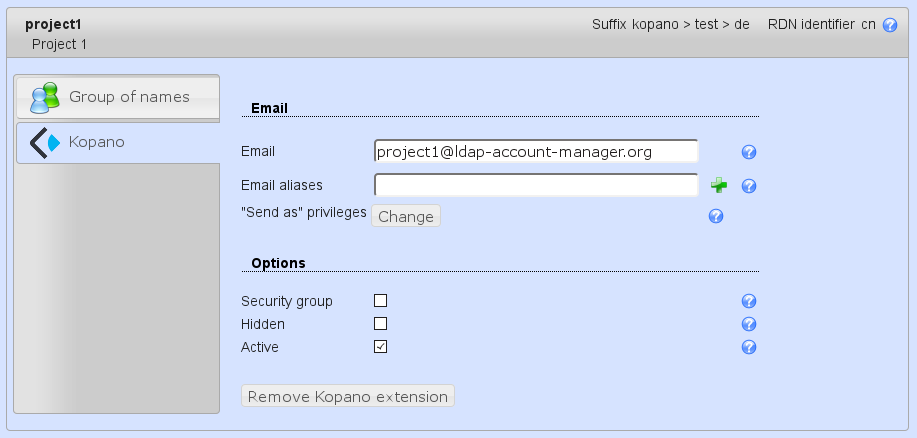 project1
Suffix kopano > test > de RDN identifier cn
Project 1
Group of names
Kopano
Email
Email project1@ldap-account-manager.org
Email aliases
"Send as" privileges Change
Options
Security group
Hidden
Active
Remove Kopano extension